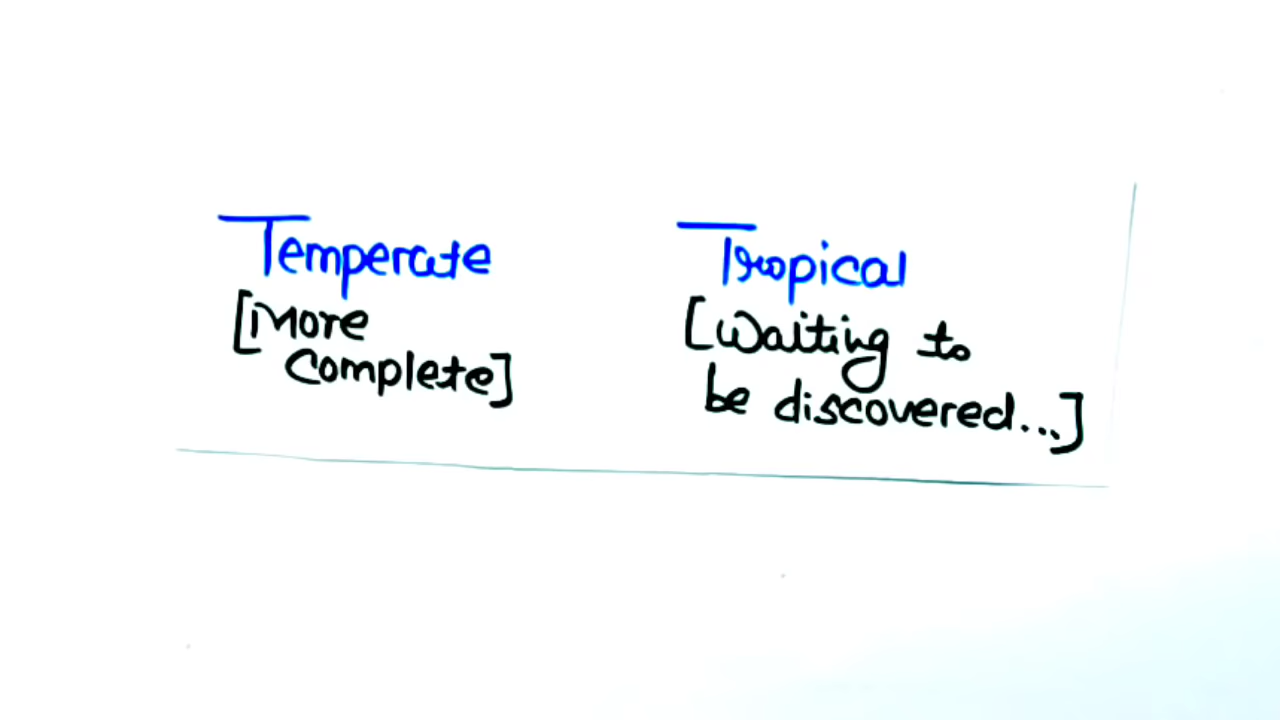 Temperate
[More
complete]
Tropical
[Waiting to
be discovered...]